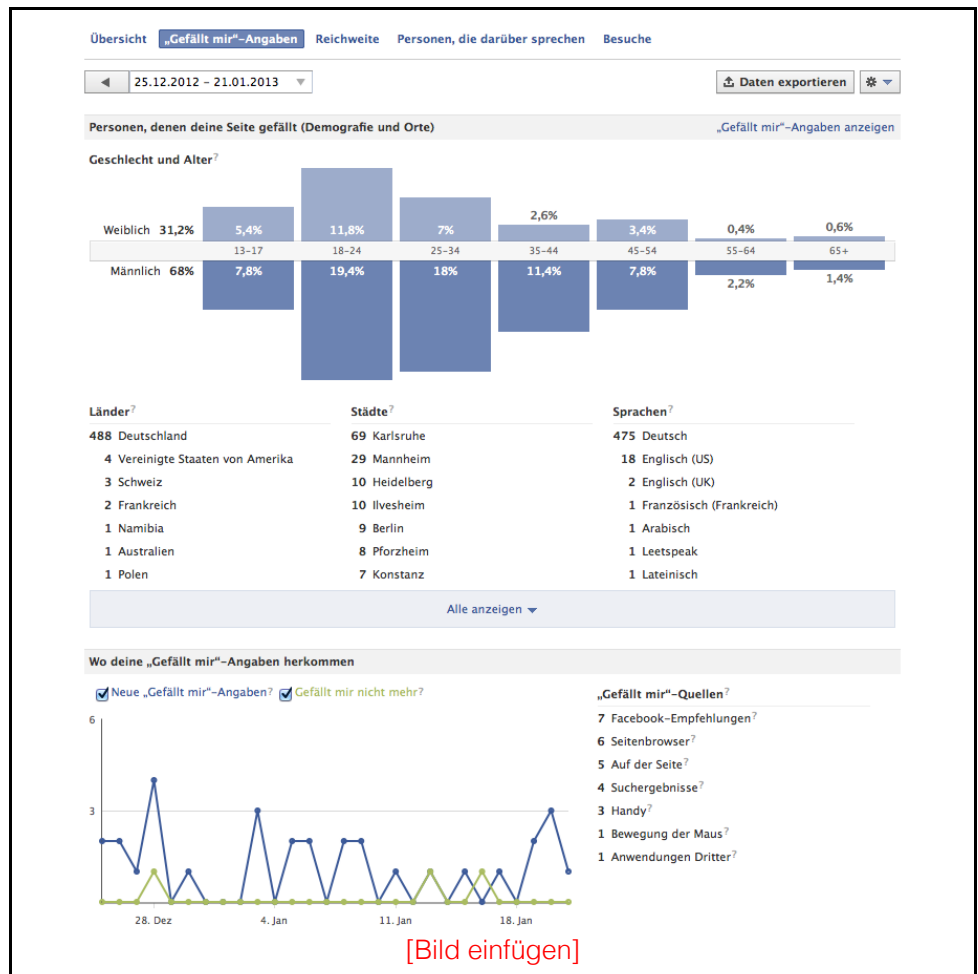 Übersicht „Gefällt mir“-Angaben Reichweite Personen, die darüber sprechen Besuche
25.12.2012 – 21.01.2013 Daten exportieren
Personen, denen deine Seite gefällt (Demografie und Orte) „Gefällt mir“-Angaben anzeigen
Geschlecht und Alter?
2,6%
Weiblich 31,2% 5,4% 11,8% 7% 3,4% 0,4% 0,6%
13-17 18-24 25-34 35-44 45-54 55-64 65+
Männlich 68% 7,8% 19,4% 18% 11,4% 7,8% 2,2% 1,4%
Länder? Städte? Sprachen?
488 Deutschland 69 Karlsruhe 475 Deutsch
4 Vereinigte Staaten von Amerika 29 Mannheim 18 Englisch (US)
3 Schweiz 10 Heidelberg 2 Englisch (UK)
2 Frankreich 10 Ilvesheim 1 Französisch (Frankreich)
1 Namibia 9 Berlin 1 Arabisch
1 Australien 8 Pforzheim 1 Leetspeak
1 Polen 7 Konstanz 1 Lateinisch
Alle anzeigen
Wo deine „Gefällt mir“-Angaben herkommen
Neue „Gefällt mir“-Angaben? Gefällt mir nicht mehr? „Gefällt mir“-Quellen?
6
3
28. Dez 4. Jan 11. Jan 18. Jan
7 Facebook-Empfehlungen?
6 Seitenbrowser?
5 Auf der Seite?
4 Suchergebnisse?
3 Handy?
1 Bewegung der Maus?
1 Anwendungen Dritter?
[Bild einfügen]